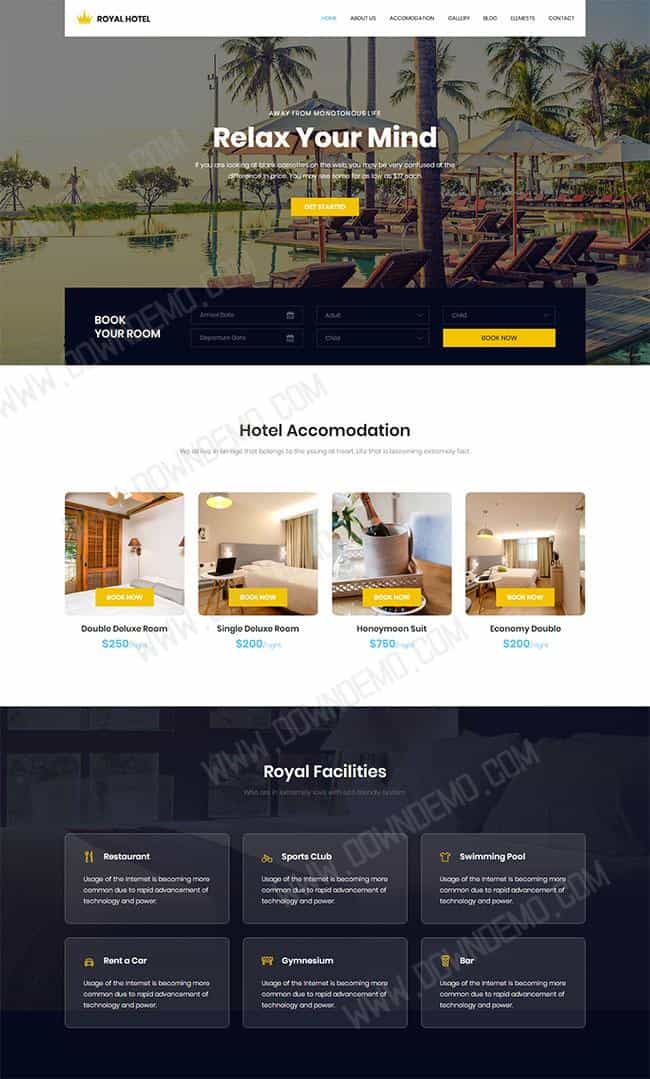 ROYAL HOTEL
HOME ABOUT US ACCOMODATION GALLERY BLOG ELEMESTS CONTACT
AWAY FROM MONOTONOUS LIFE
Relax Your Mind
If you are looking at blank cassettes on the web, you may be very confused at the
difference in price. You may see some for as low as $.17 each.
GET STARTED
BOOK
YOUR ROOM
Arrival Date
Adult
Child
Departure Date
Child
BOOK NOW
WWW.DOWNDEMO.COM
Hotel Accomodation
We all live in an age that belongs to the young at heart. Life that is becoming extremely fast,
BOOK NOW
BOOK NOW
BOOK NOW
BOOK NOW
Double Deluxe Room
$250/night
Single Deluxe Room
$200/night
Honeymoon Suit
$750/night
Economy Double
$200/night
WWW.DOWNDEMO.COM
Royal Facilities
Who are in extremely love with eco friendly system.
WWW.DOWNDEMO.COM
Restaurant
Usage of the Internet is becoming more
common due to rapid advancement of
technology and power.
Sports CLub
Usage of the Internet is becoming more
common due to rapid advancement of
technology and power.
Swimming Pool
Usage of the Internet is becoming more
common due to rapid advancement of
technology and power.
Rent a Car
Usage of the Internet is becoming more
common due to rapid advancement of
technology and power.
Gymnesium
Usage of the Internet is becoming more
common due to rapid advancement of
technology and power.
Bar
Usage of the Internet is becoming more
common due to rapid advancement of
technology and power.
WWW.DOWNDEMO.COM